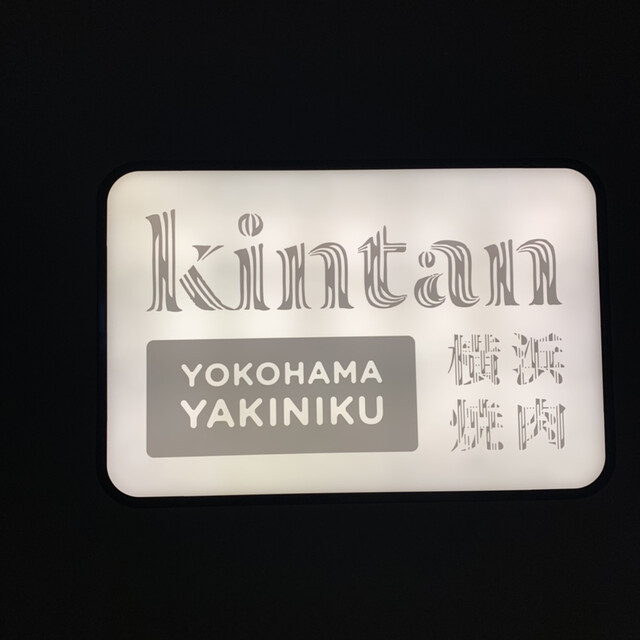 kintan
YOKOHAMA
YAKINIKU
横浜
焼肉